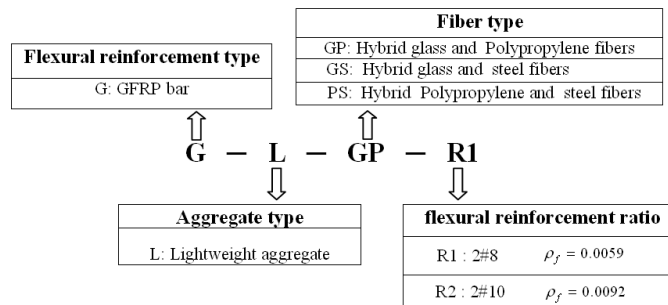 Fiber type
GP: Hybrid glass and Polypropylene fibers
GS: Hybrid glass and steel fibers
PS: Hybrid Polypropylene and steel fibers
Flexural reinforcement type
G: GFRP bar
G – L – GP – R1
Aggregate type
L: Lightweight aggregate
flexural reinforcement ratio
R1 : 2#8 ρf = 0.0059
R2 : 2#10 ρf = 0.0092